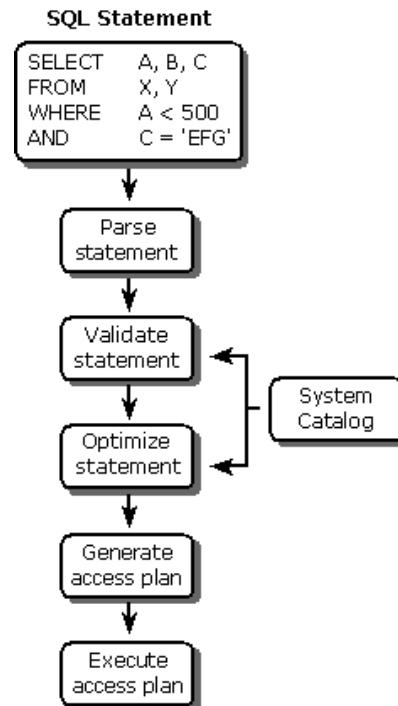 SQL Statement
SELECT A, B, C
FROM X, Y
WHERE A < 500
AND C = 'EFG'
Parse
statement
Validate
statement
System
Catalog
Optimize
statement
Generate
access plan
Execute
access plan